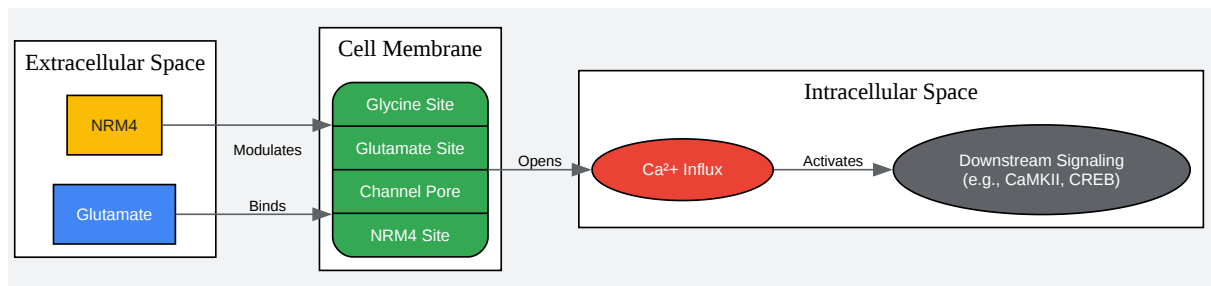 Extracellular Space
NRM4
Glutamate
Modulates
Binds
Cell Membrane
Glycine Site
Glutamate Site
Channel Pore
NRM4 Site
Opens
Intracellular Space
Ca²+ Influx
Activates
Downstream Signaling
(e.g., CaMKII, CREB)